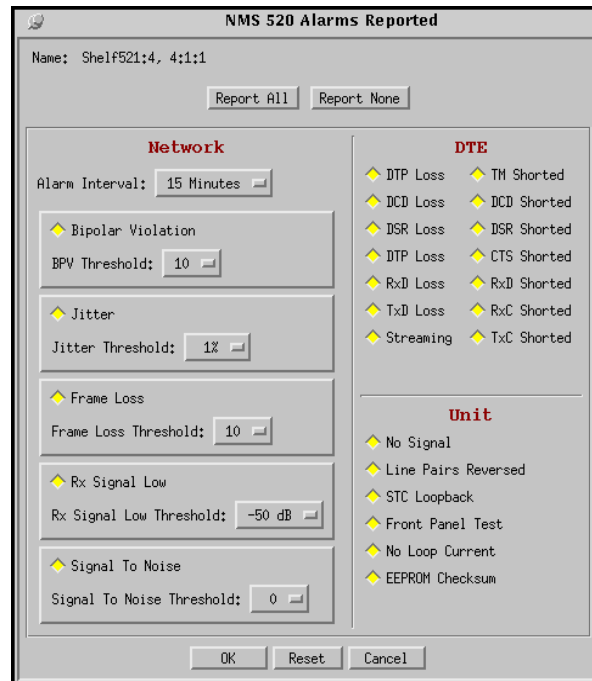 NMS 520 Alarms Reported
Name: Shelf521:4, 4:1:1
Report All Report None
Network
Alarm Interval: 15 Minutes
Bipolar Violation
BPV Threshold: 10
Jitter
Jitter Threshold: 1%
Frame Loss
Frame Loss Threshold: 10
Rx Signal Low
Rx Signal Low Threshold: -50 dB
Signal To Noise
Signal To Noise Threshold: 0
DTE
DTP Loss TM Shorted
DCD Loss DCD Shorted
DSR Loss DSR Shorted
DTP Loss CTS Shorted
RxD Loss RxD Shorted
TxD Loss RxC Shorted
Streaming TxC Shorted
Unit
No Signal
Line Pairs Reversed
STC Loopback
Front Panel Test
No Loop Current
EEPROM Checksum
OK Reset Cancel